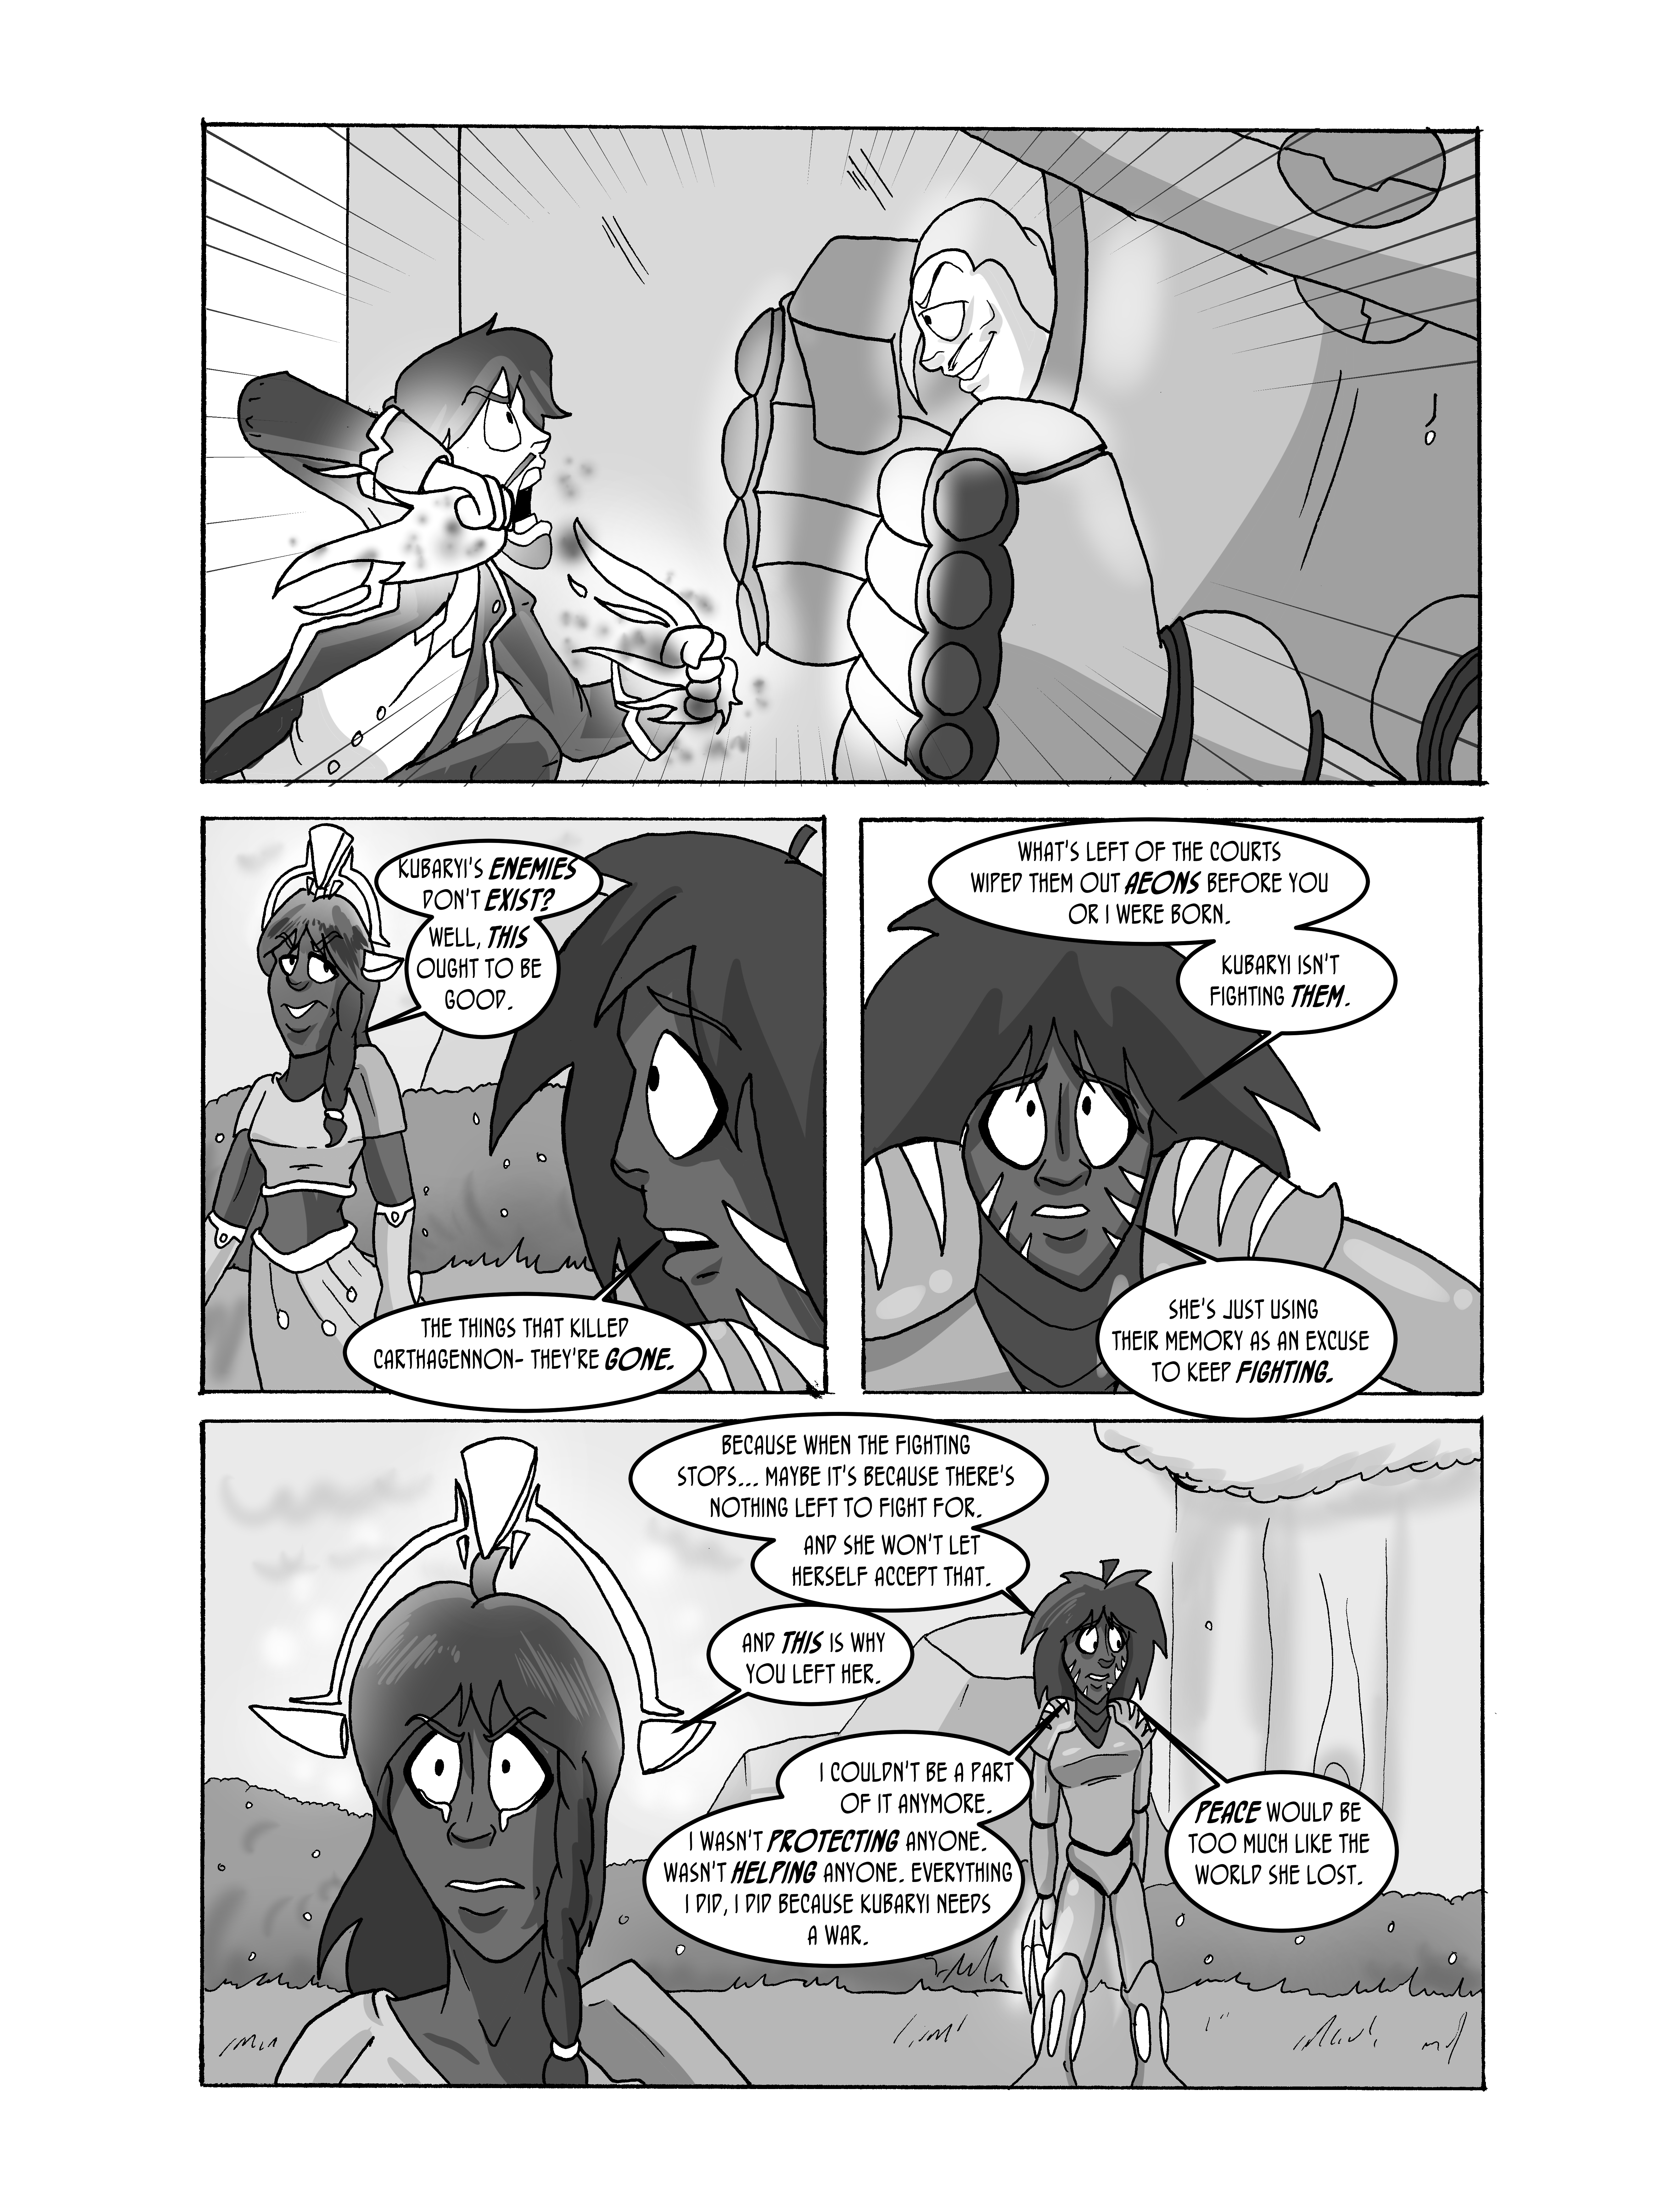 KUBARYI'S ENEMIES
DON'T EXIST?
WELL, THIS
OUGHT TO BE
GOOD.
THE THINGS THAT KILLED
CARTHAGENNON- THEY'RE GONE.
WHAT'S LEFT OF THE COURTS
WIPED THEM OUT AEONS BEFORE YOU
OR I WERE BORN.
KUBARYI ISN'T
FIGHTING THEM.
SHE'S JUST USING
THEIR MEMORY AS AN EXCUSE
TO KEEP FIGHTING.
BECAUSE WHEN THE FIGHTING
STOPS... MAYBE IT'S BECAUSE THERE'S
NOTHING LEFT TO FIGHT FOR.
AND SHE WON'T LET
HERSELF ACCEPT THAT.
AND THIS IS WHY
YOU LEFT HER.
I COULDN'T BE A PART
OF IT ANYMORE.
I WASN'T PROTECTING ANYONE.
WASN'T HELPING ANYONE. EVERYTHING
I DID, I DID BECAUSE KUBARYI NEEDS
A WAR.
PEACE WOULD BE
TOO MUCH LIKE THE
WORLD SHE LOST.